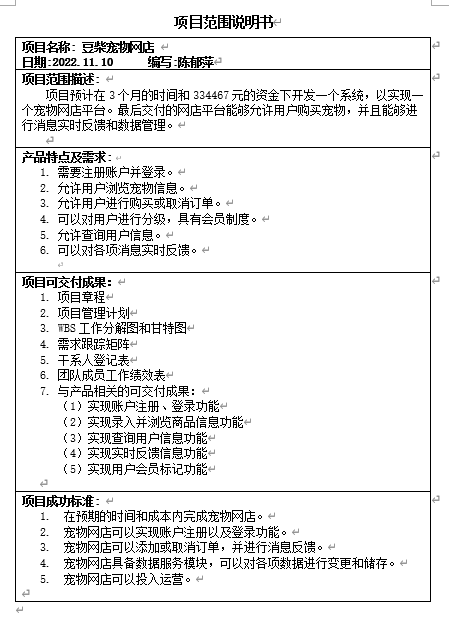 项目范围说明书
项目名称: 豆柴宠物网店
日期:2022.11.10 编写:陈郁萍
项目范围描述:
项目预计在 3 个月的时间和 334467 元的资金下开发一个系统，以实现一
个宠物网店平台。最后交付的网店平台能够允许用户购买宠物，并且能够进
行消息实时反馈和数据管理。
产品特点及需求:
1. 需要注册账户并登录。
2. 允许用户浏览宠物信息。
3. 允许用户进行购买或取消订单。
4. 可以对用户进行分级，具有会员制度。
5. 允许查询用户信息。
6. 可以对各项消息实时反馈。
项目可交付成果：
1. 项目章程
2. 项目管理计划
3. WBS 工作分解图和甘特图
4. 需求跟踪矩阵
5. 干系人登记表
6. 团队成员工作绩效表
7. 与产品相关的可交付成果：
（1）实现账户注册、登录功能
（2）实现录入并浏览商品信息功能
（3）实现查询用户信息功能
（4）实现实时反馈信息功能
（5）实现用户会员标记功能
项目成功标准:
1. 在预期的时间和成本内完成宠物网店。
2. 宠物网店可以实现账户注册以及登录功能。
3. 宠物网店可以添加或取消订单，并进行消息反馈。
4. 宠物网店具备数据服务模块，可以对各项数据进行变更和储存。
5. 宠物网店可以投入运营。